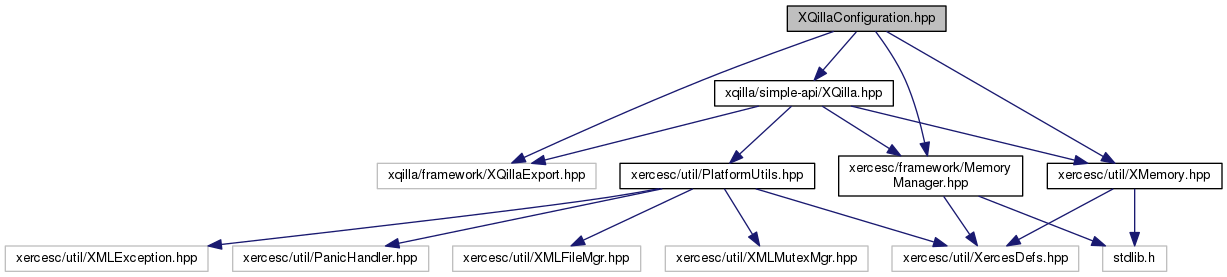 XQillaConfiguration.hpp
xqilla/simple-api/XQilla.hpp
xqilla/framework/XQillaExport.hpp
xercesc/util/PlatformUtils.hpp
xercesc/framework/Memory
Manager.hpp
xercesc/util/XMemory.hpp
xercesc/util/XMLException.hpp
xercesc/util/PanicHandler.hpp
xercesc/util/XMLFileMgr.hpp
xercesc/util/XMLMutexMgr.hpp
xercesc/util/XercesDefs.hpp
stdlib.h